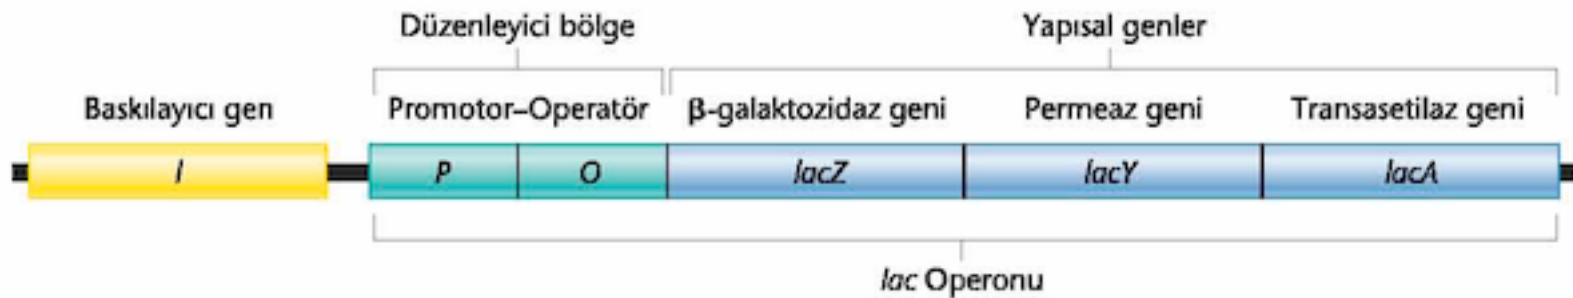 Düzenleyici bölge
Yapısal genler
Baskılayıcı gen
Promotor–Operatör
β-galaktozidaz geni
Permeaz geni
Transasetilaz geni
I
P
O
lacZ
lacY
lacA
lac Operonu